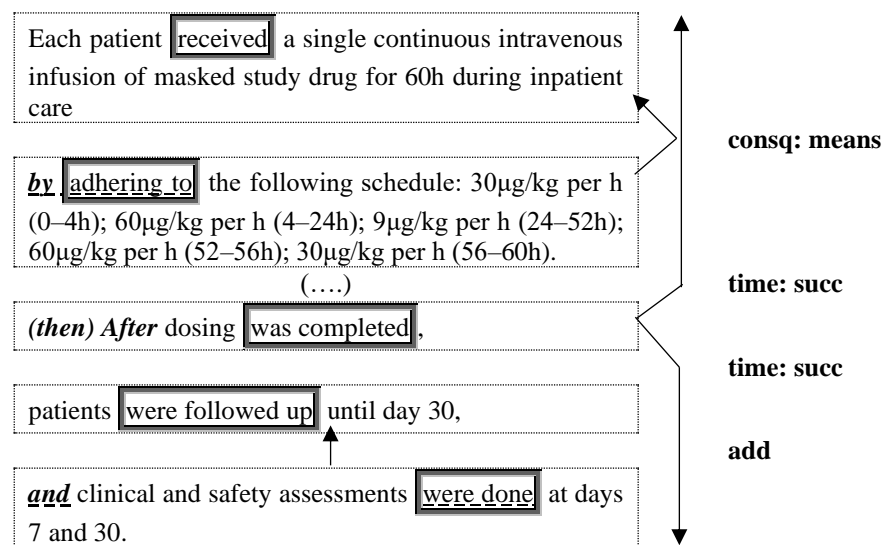 Each patient received a single continuous intravenous
infusion of masked study drug for 60h during inpatient
care
consq: means
by adhering to the following schedule: 30μg/kg per h
(0–4h); 60μg/kg per h (4–24h); 9μg/kg per h (24–52h);
60μg/kg per h (52–56h); 30μg/kg per h (56–60h).
(….)
time: succ
(then) After dosing was completed,
time: succ
patients were followed up until day 30,
add
and clinical and safety assessments were done at days
7 and 30.